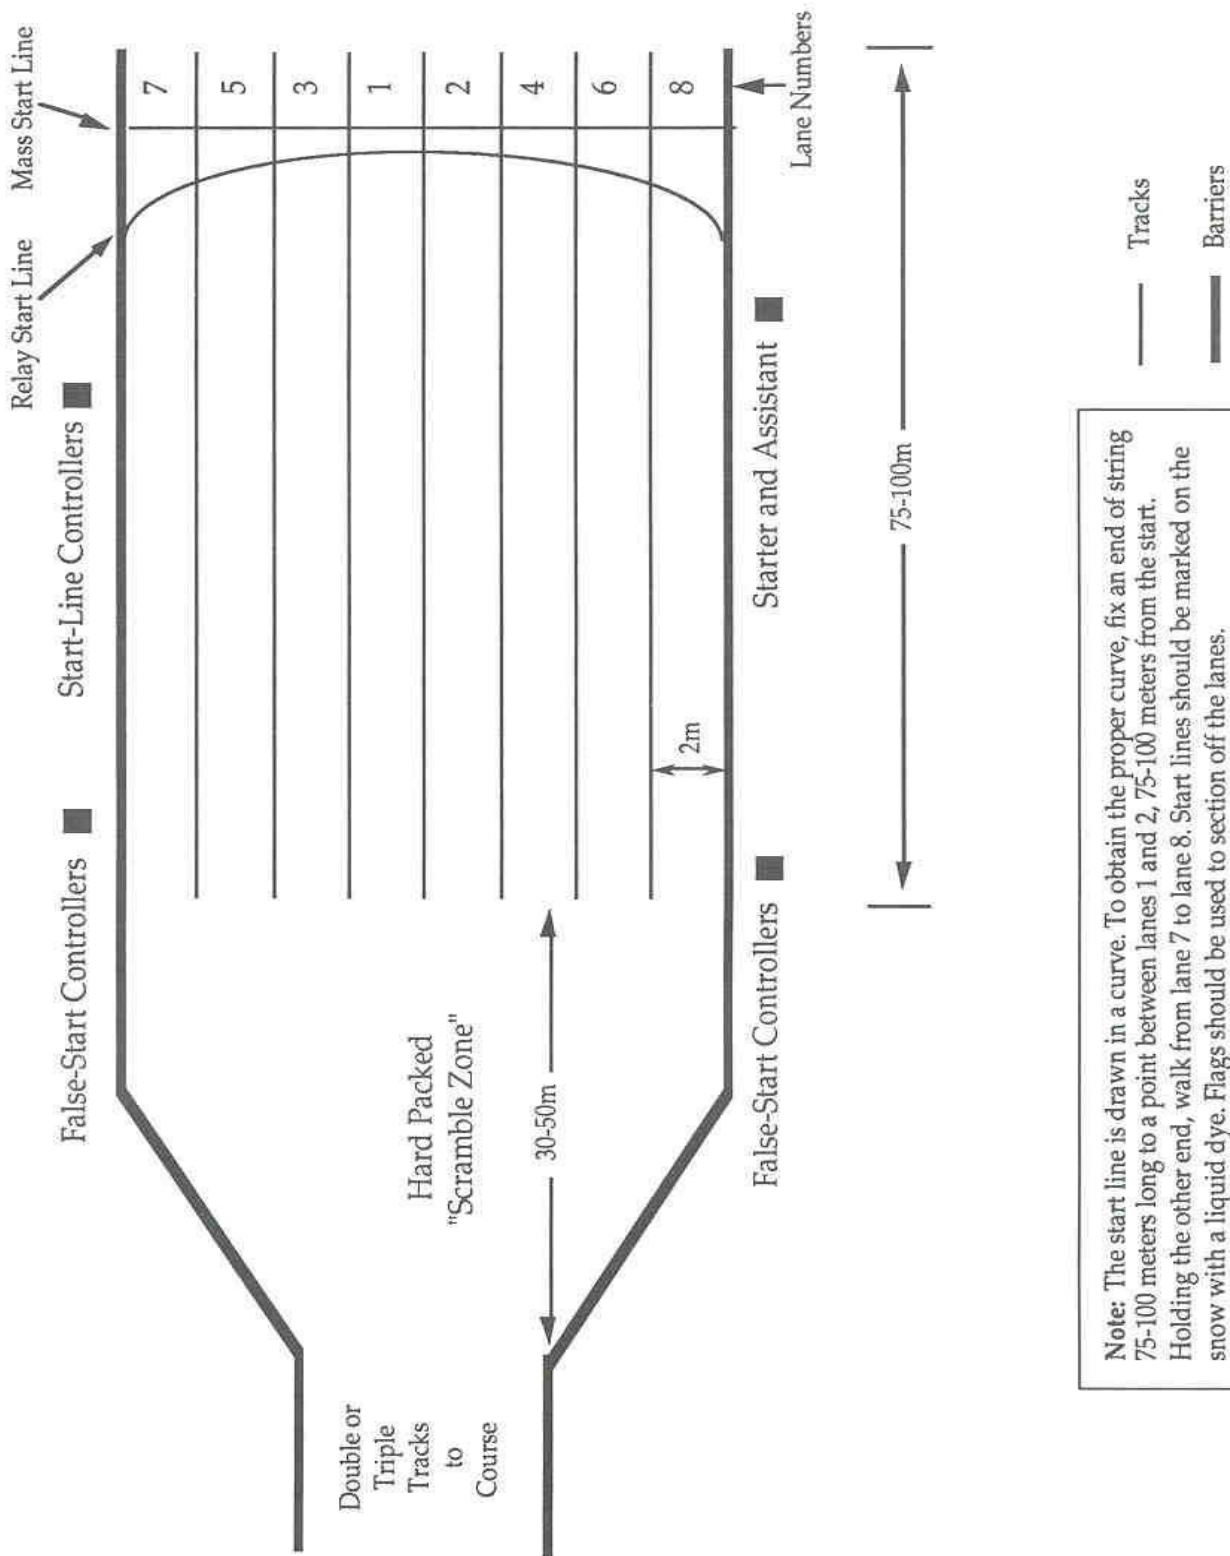 Relay Start Line
Mass Start Line
False-Start Controllers
Start-Line Controllers
7
5
3
1
2
4
6
8
Double or
Triple
Tracks
to
Course
Hard Packed
"Scramble Zone"
30-50m
2m
False-Start Controllers
Starter and Assistant
Lane Numbers
75-100m
Note: The start line is drawn in a curve. To obtain the proper curve, fix an end of string
75-100 meters long to a point between lanes 1 and 2, 75-100 meters from the start.
Holding the other end, walk from lane 7 to lane 8. Start lines should be marked on the
snow with a liquid dye. Flags should be used to section off the lanes.
Tracks
Barriers